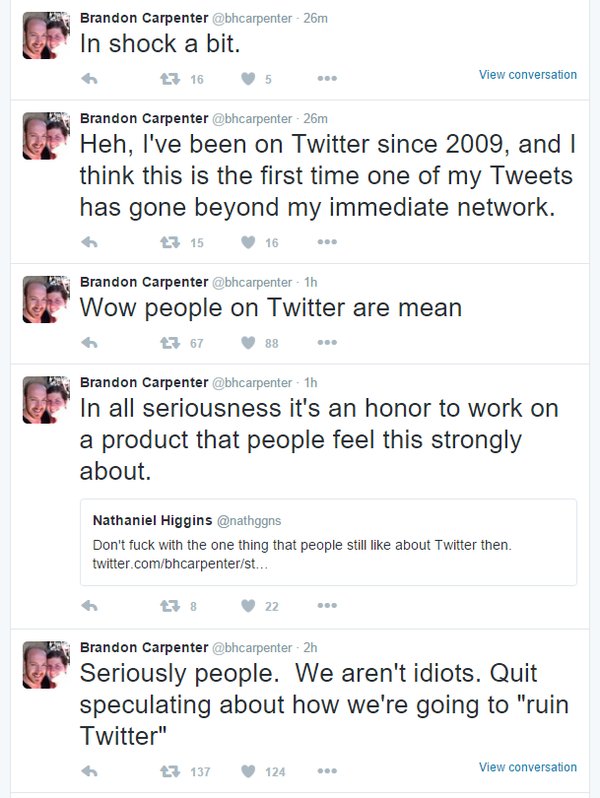 Brandon Carpenter @bhcarpenter · 26m
In shock a bit.
16 5 View conversation
Brandon Carpenter @bhcarpenter · 26m
Heh, I've been on Twitter since 2009, and I
think this is the first time one of my Tweets
has gone beyond my immediate network.
15 16
Brandon Carpenter @bhcarpenter · 1h
Wow people on Twitter are mean
67 88
Brandon Carpenter @bhcarpenter · 1h
In all seriousness it's an honor to work on
a product that people feel this strongly
about.
Nathaniel Higgins @nathggns
Don't fuck with the one thing that people still like about Twitter then.
twitter.com/bhcarpenter/st…
8 22
Brandon Carpenter @bhcarpenter · 2h
Seriously people.  We aren't idiots. Quit
speculating about how we're going to "ruin
Twitter"
137 124 View conversation